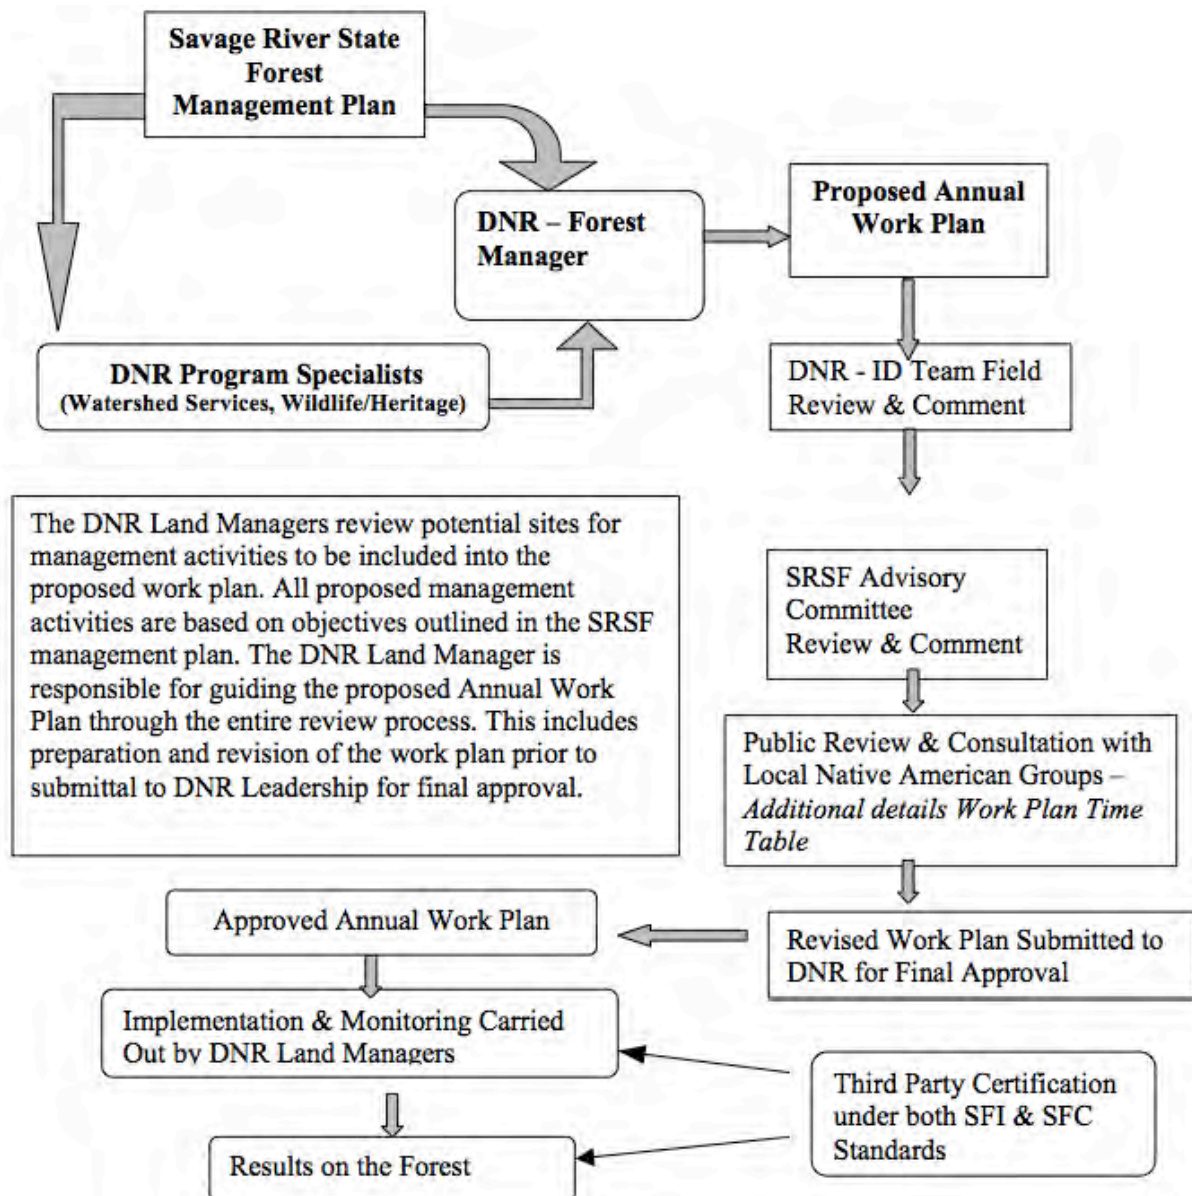 Savage River State
Forest
Management Plan
DNR – Forest
Manager
Proposed Annual
Work Plan
DNR Program Specialists
(Watershed Services, Wildlife/Heritage)
DNR - ID Team Field
Review & Comment
The DNR Land Managers review potential sites for
management activities to be included into the
proposed work plan. All proposed management
activities are based on objectives outlined in the SRSF
management plan. The DNR Land Manager is
responsible for guiding the proposed Annual Work
Plan through the entire review process. This includes
preparation and revision of the work plan prior to
submittal to DNR Leadership for final approval.
SRSF Advisory
Committee
Review & Comment
Public Review & Consultation with
Local Native American Groups –
Additional details Work Plan Time
Table
Revised Work Plan Submitted to
DNR for Final Approval
Approved Annual Work Plan
Implementation & Monitoring Carried
Out by DNR Land Managers
Third Party Certification
under both SFI & SFC
Standards
Results on the Forest